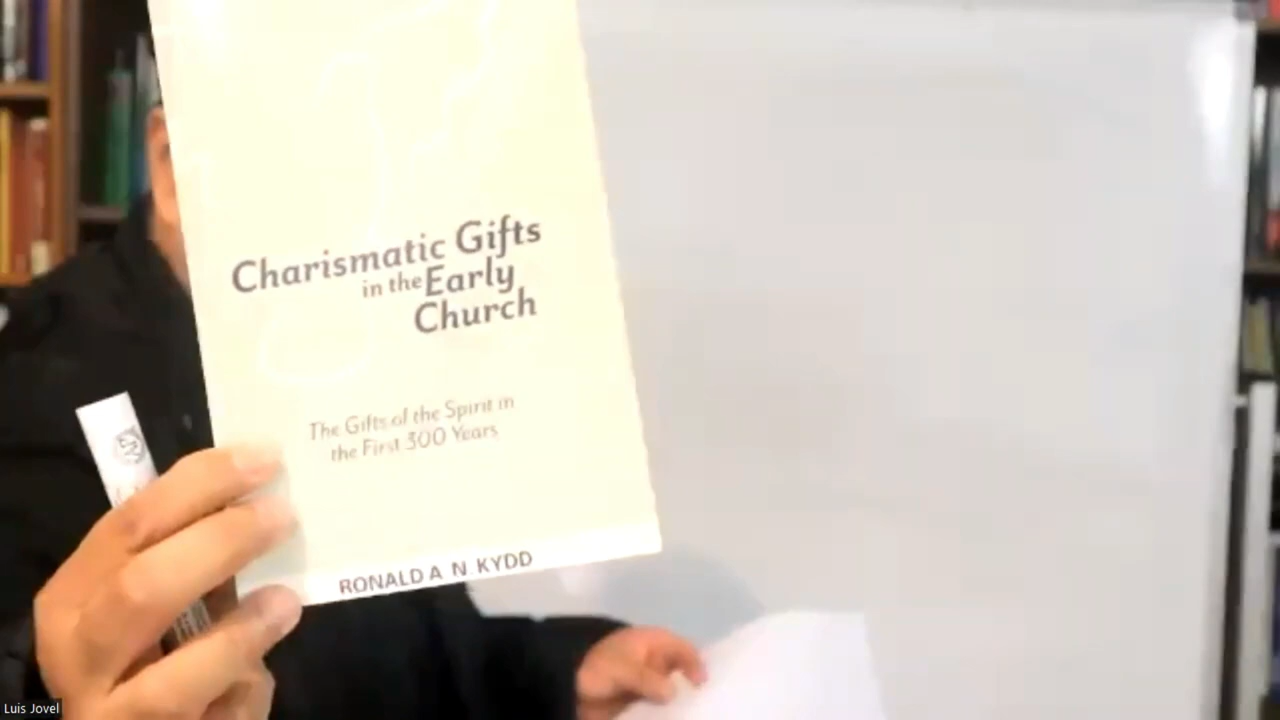 Charismatic Gifts
in the Early
Church
The Gifts of the Spirit in
the First 300 Years
RONALD A. N. KYDD
Luis Jovel